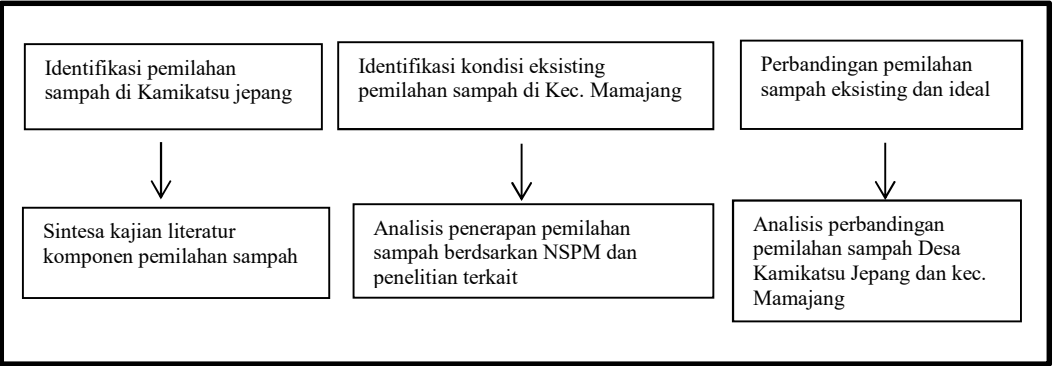 Identifikasi pemilahan
sampah di Kamikatsu jepang
Identifikasi kondisi eksisting
pemilahan sampah di Kec. Mamajang
Perbandingan pemilahan
sampah eksisting dan ideal
Sintesa kajian literatur
komponen pemilahan sampah
Analisis penerapan pemilahan
sampah berdsarkan NSPM dan
penelitian terkait
Analisis perbandingan
pemilahan sampah Desa
Kamikatsu Jepang dan kec.
Mamajang